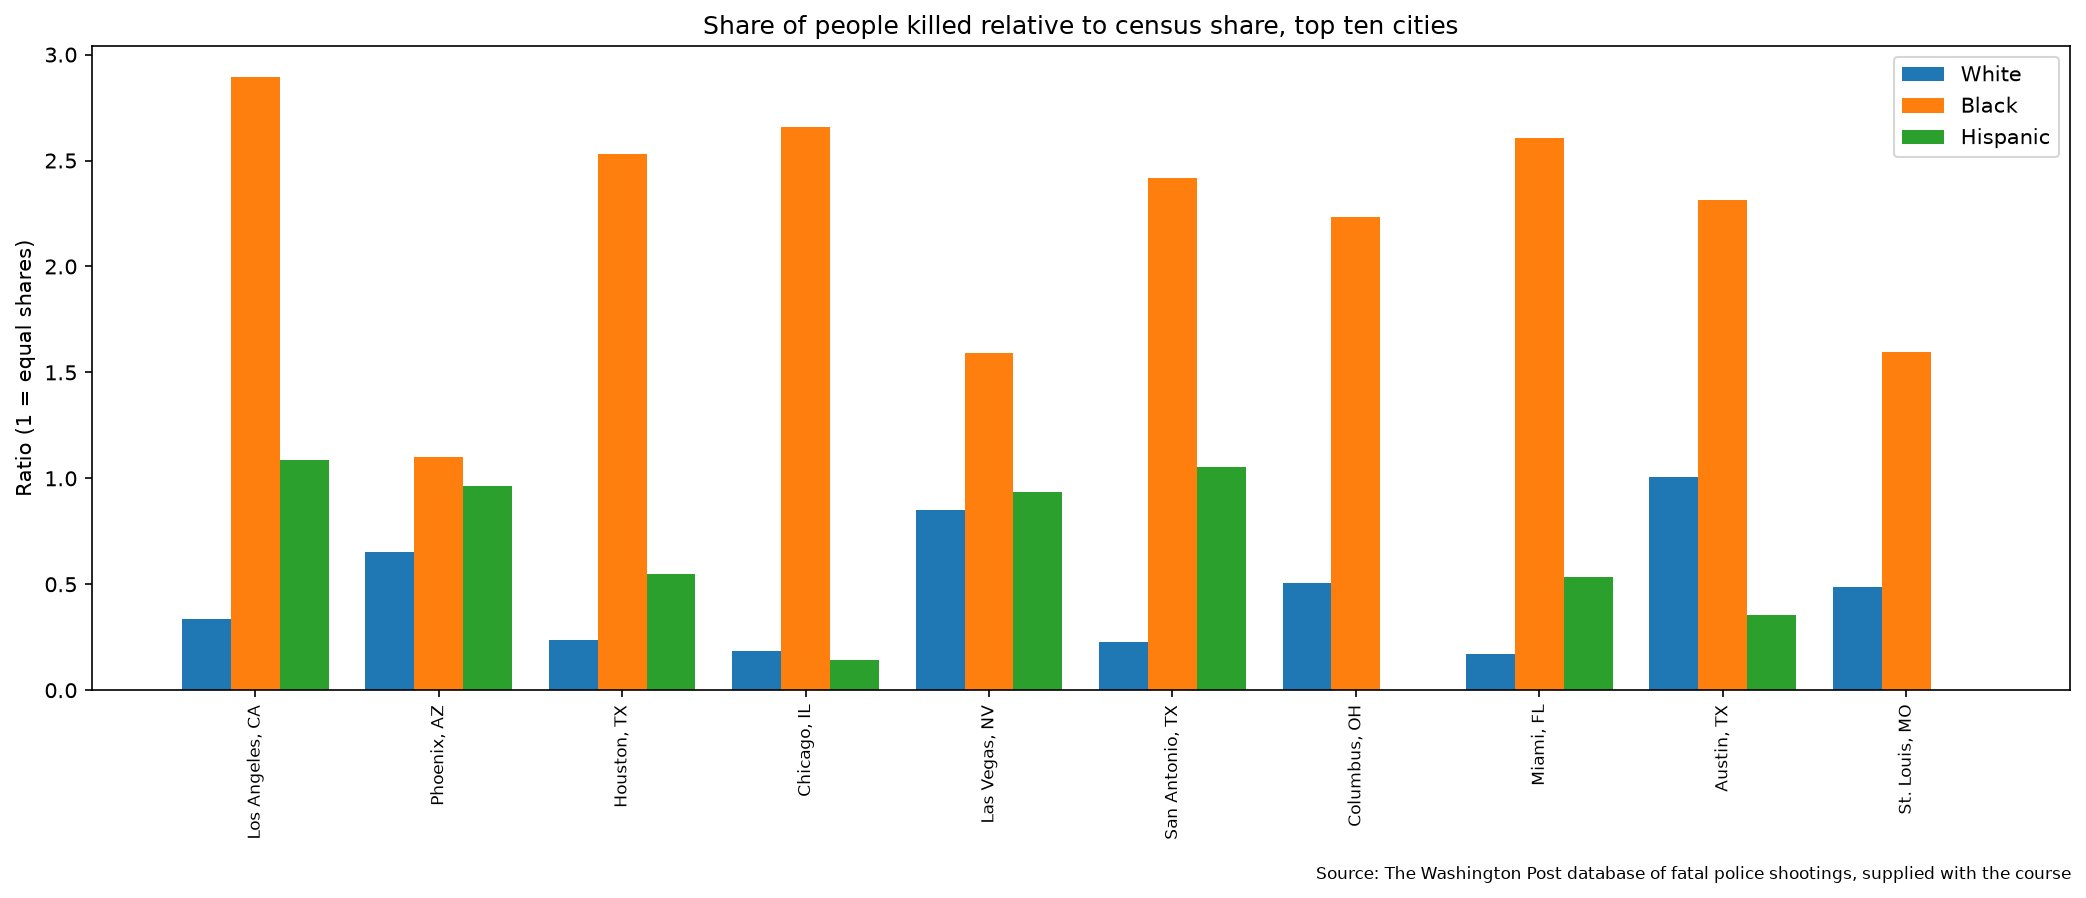 Share of people killed relative to census share, top ten cities
Ratio (1 = equal shares)
3.0
2.5
2.0
1.5
1.0
0.5
0.0
White
Black
Hispanic
Los Angeles, CA
Phoenix, AZ
Houston, TX
Chicago, IL
Las Vegas, NV
San Antonio, TX
Columbus, OH
Miami, FL
Austin, TX
St. Louis, MO
Source: The Washington Post database of fatal police shootings, supplied with the course